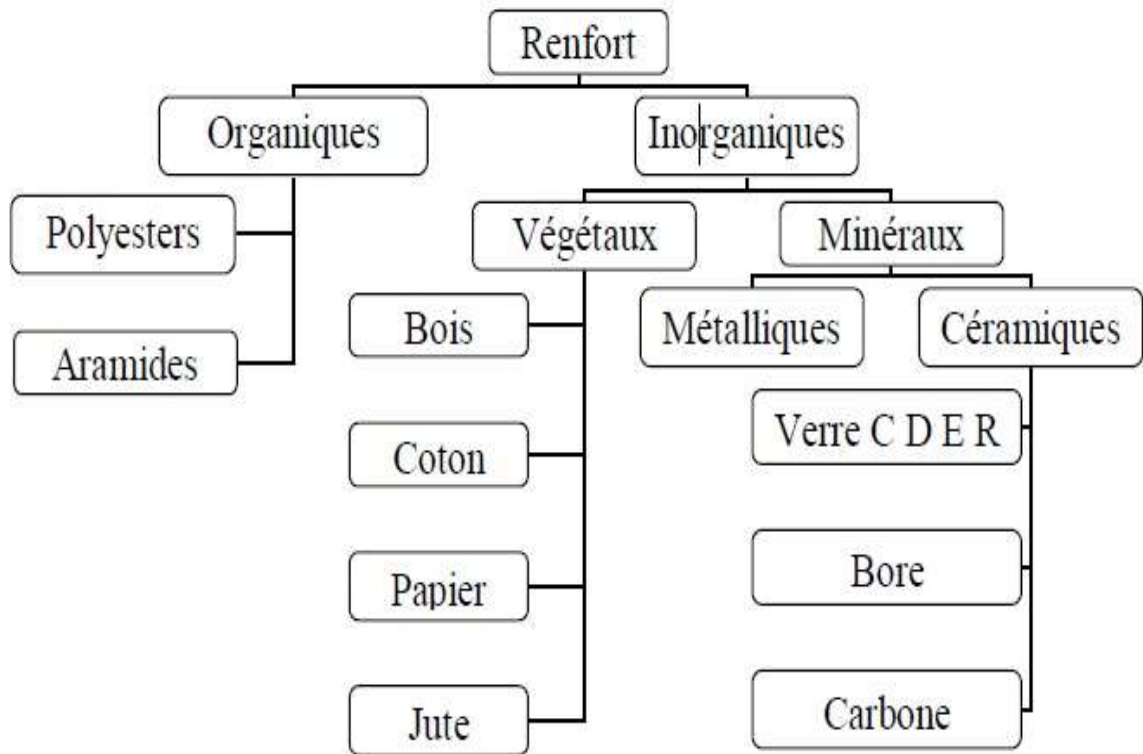 Renfort
Organiques
Inorganiques
Polyesters
Végétaux
Minéraux
Aramides
Bois
Métalliques
Céramiques
Coton
Verre C D E R
Papier
Bore
Jute
Carbone